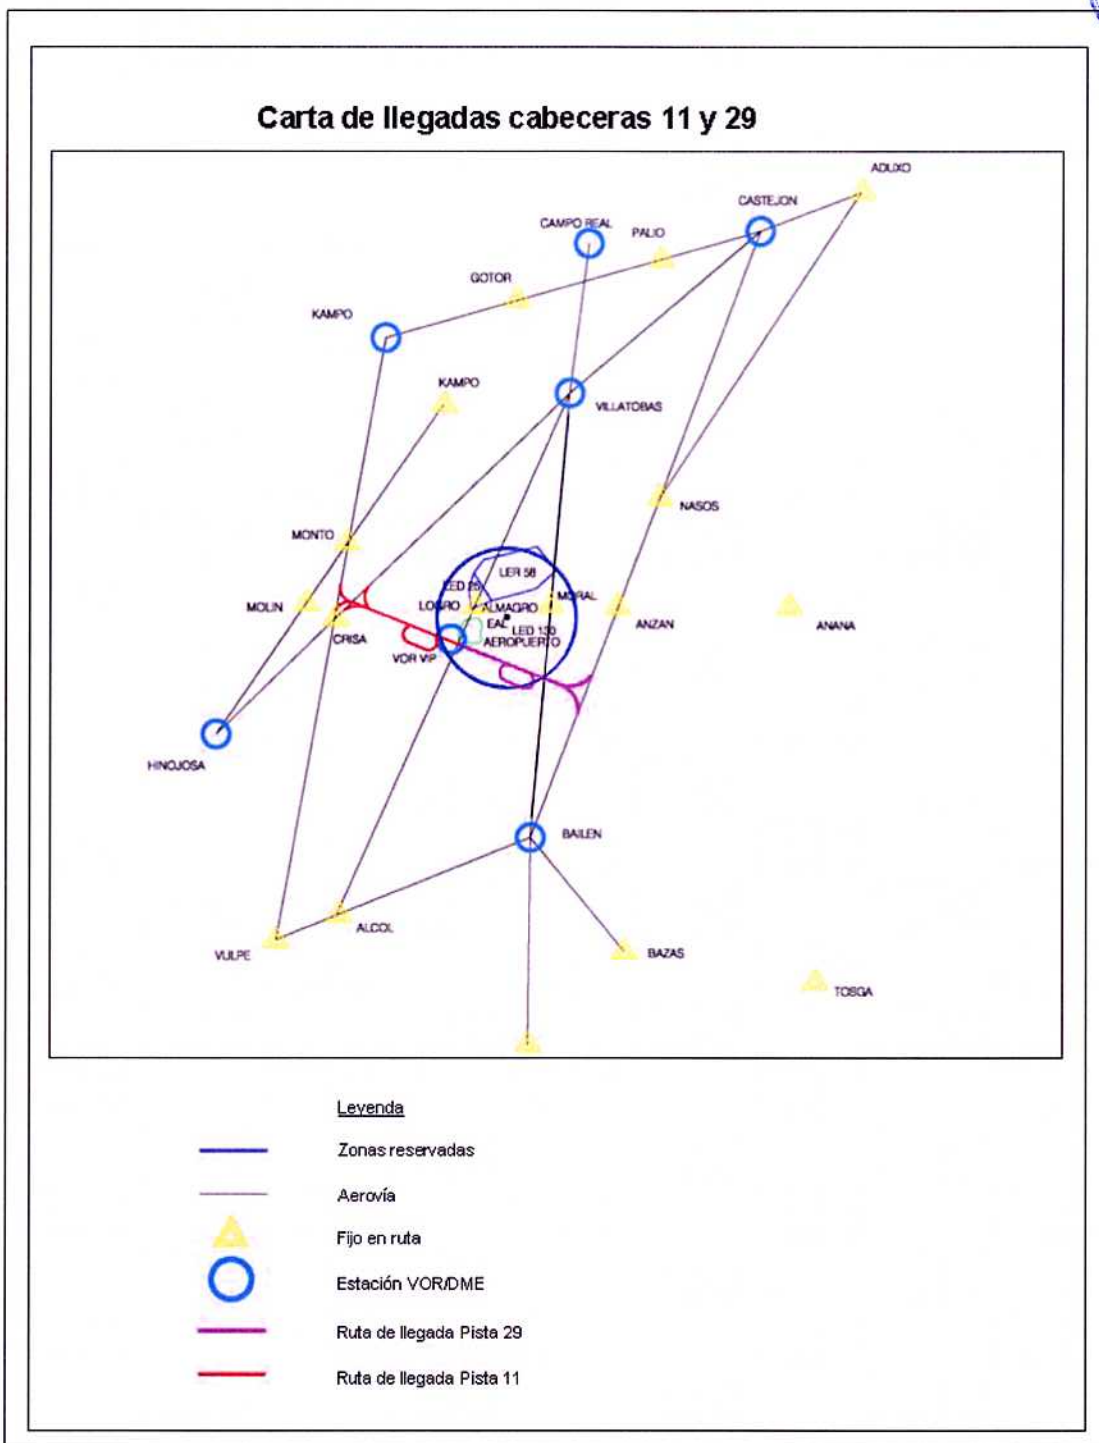 Carta de llegadas cabeceras 11 y 29
ADUXO
CASTEJON
CAMPO REAL
PALIO
GOTOR
KAMPO
KAMPO
VILLATOBAS
NASOS
MONTO
LER 58
LED 25
MOLIN
LOGRO
ALMAGRO
MORAL
EAL
LED 130
ANZAN
ANANA
CRISA
AEROPUERTO
VOR VIP
HINOJOSA
BAILEN
ALCOL
VULPE
BAZAS
TOSGA
Leyenda
Zonas reservadas
Aerovía
Fijo en ruta
Estación VOR/DME
Ruta de llegada Pista 29
Ruta de llegada Pista 11